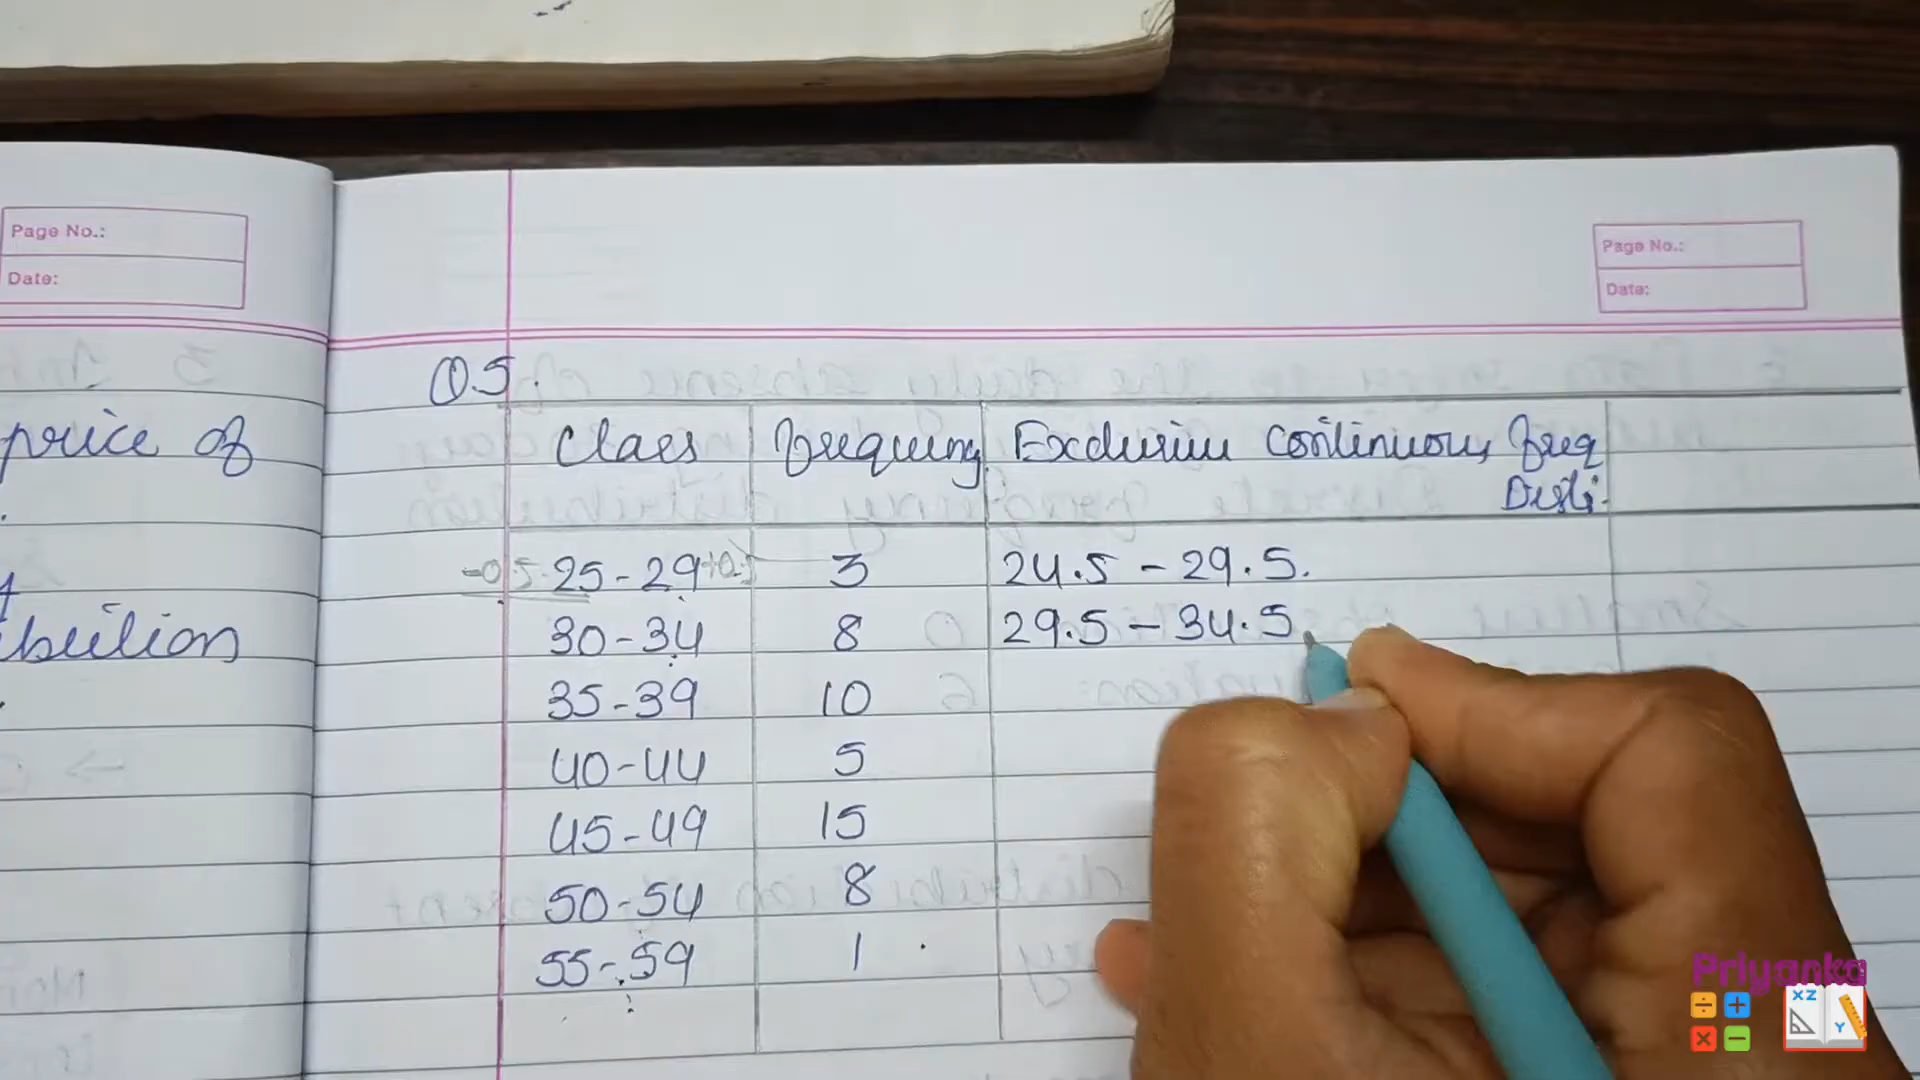 Page No.:
Date:
Page No.:
Date:
price of
Q5.
Class Frequency Exclusive Continuous Freq
Disti.
-0.5 25-29 +0.5 3 24.5 - 29.5.
30-34 8 29.5 - 34.5
35-39 10
40-44 5
45-49 15
50-54 8
55-59 1
Priyanka
XZ
Y